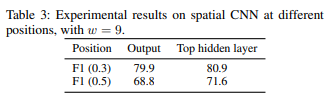 Table 3: Experimental results on spatial CNN at different
positions, with w = 9.
Position Output Top hidden layer
F1 (0.3) 79.9 80.9
F1 (0.5) 68.8 71.6